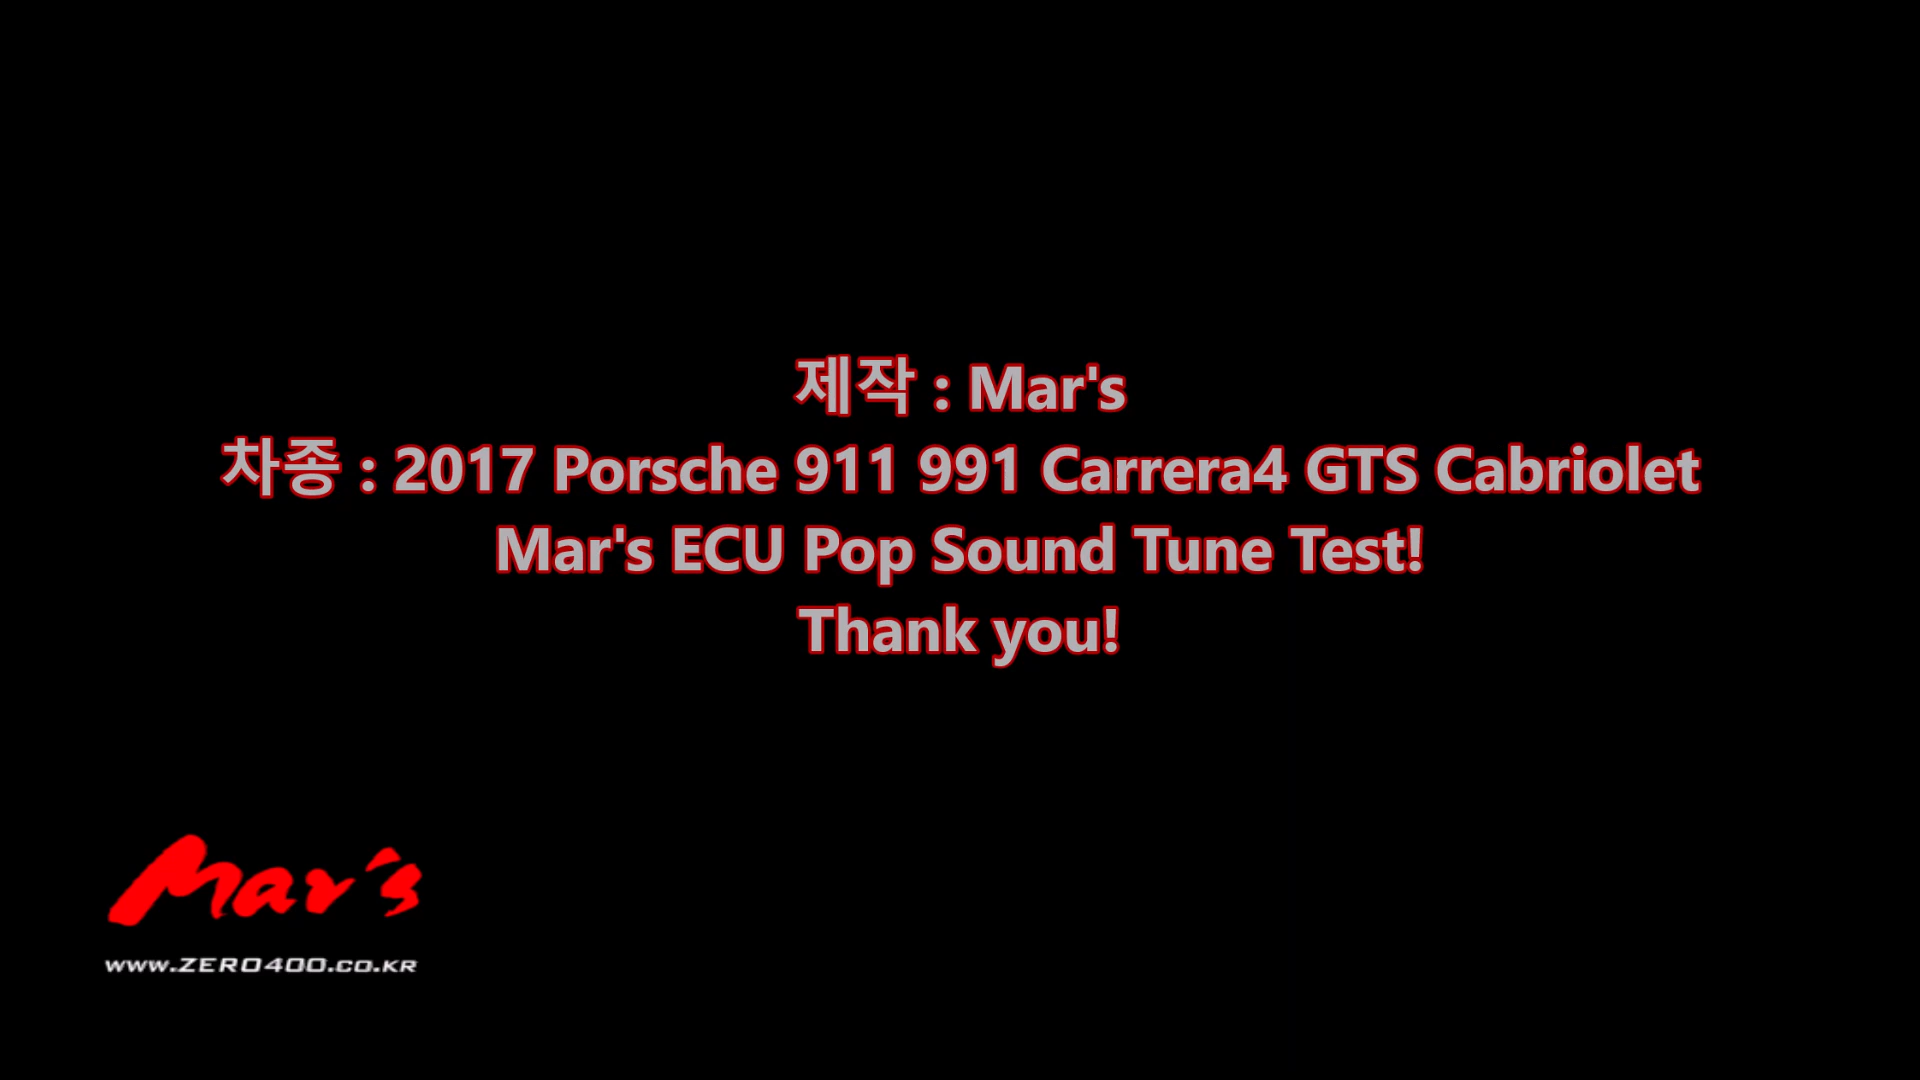 제작 : Mar's
차종 : 2017 Porsche 911 991 Carrera4 GTS Cabriolet
Mar's ECU Pop Sound Tune Test!
Thank you!
Mar's
www.ZERO400.co.kr